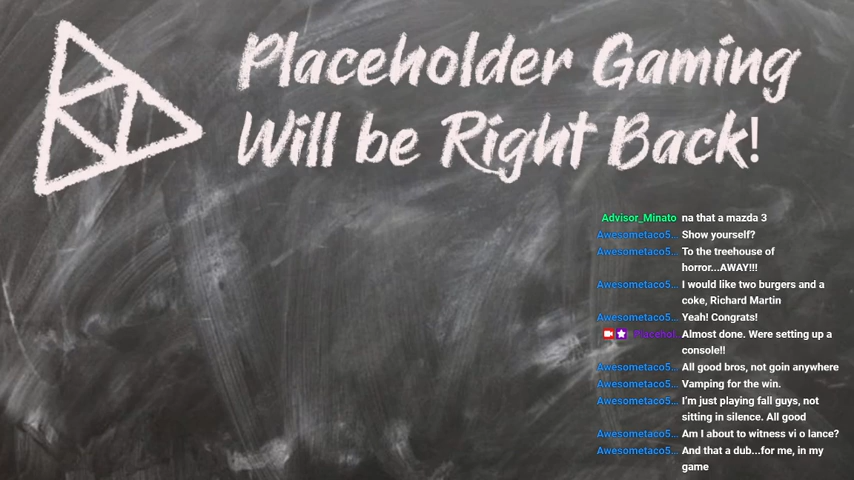 Placeholder Gaming
Will be Right Back!
Advisor_Minato na that a mazda 3
Awesometaco5... Show yourself?
Awesometaco5... To the treehouse of
horror...AWAY!!!
Awesometaco5... I would like two burgers and a
coke, Richard Martin
Awesometaco5... Yeah! Congrats!
Placehol... Almost done. Were setting up a
console!!
Awesometaco5... All good bros, not goin anywhere
Awesometaco5... Vamping for the win.
Awesometaco5... I'm just playing fall guys, not
sitting in silence. All good
Awesometaco5... Am I about to witness vi o lance?
Awesometaco5... And that a dub...for me, in my
game